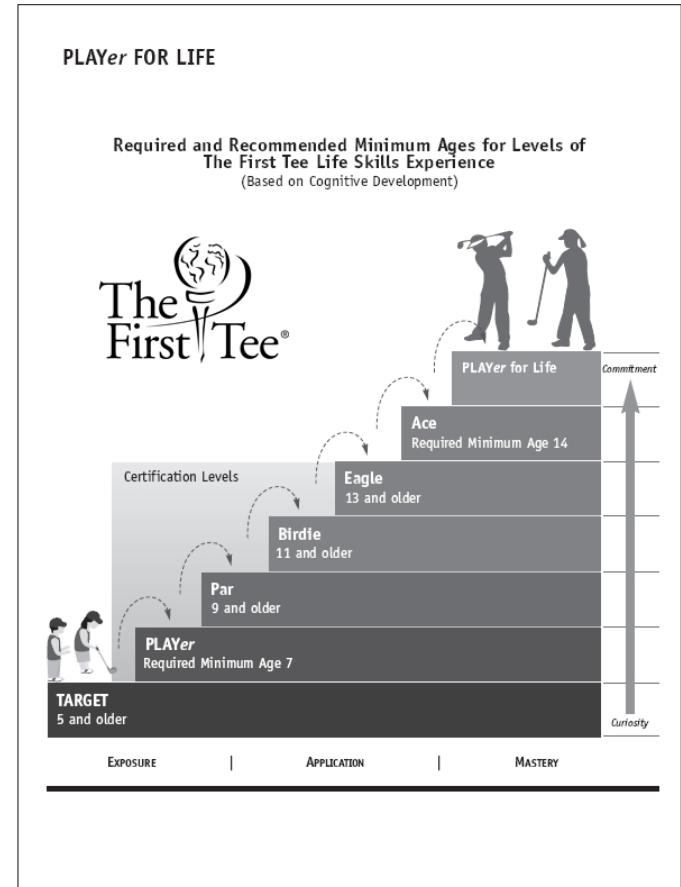 PLAYer FOR LIFE
Required and Recommended Minimum Ages for Levels of
The First Tee Life Skills Experience
(Based on Cognitive Development)
The
First Tee®
PLAYer for Life
Commitment
Ace
Required Minimum Age 14
Certification Levels
Eagle
13 and older
Birdie
11 and older
Par
9 and older
PLAYer
Required Minimum Age 7
TARGET
5 and older
Curiosity
EXPOSURE | APPLICATION | MASTERY